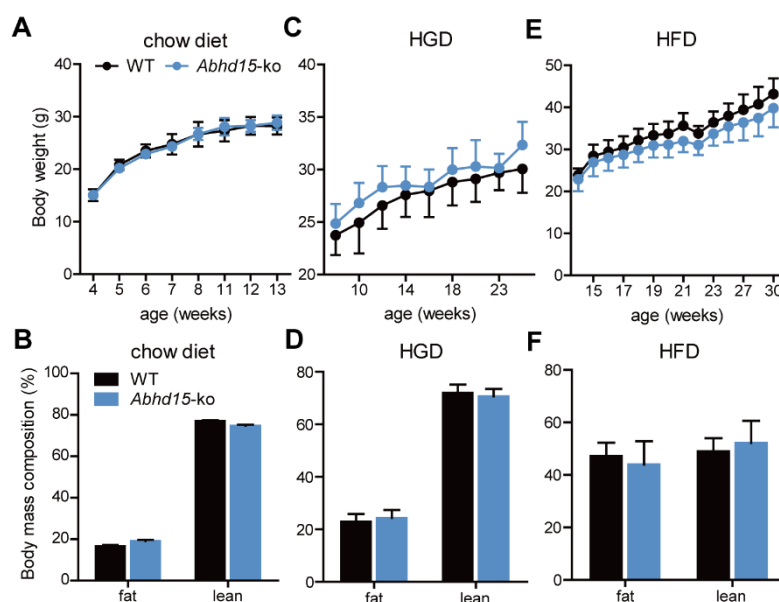 A
chow diet
WT
Abhd15-ko
Body weight (g)
40
30
20
10
0
4 5 6 7 8 11 12 13
age (weeks)
C
HGD
35
30
25
20
10 14 18 23
age (weeks)
E
HFD
50
40
30
20
10
0
15 17 19 21 23 27 30
age (weeks)
B
chow diet
WT
Abhd15-ko
Body mass composition (%)
100
80
60
40
20
0
fat lean
D
HGD
80
60
40
20
0
fat lean
F
HFD
80
60
40
20
0
fat lean